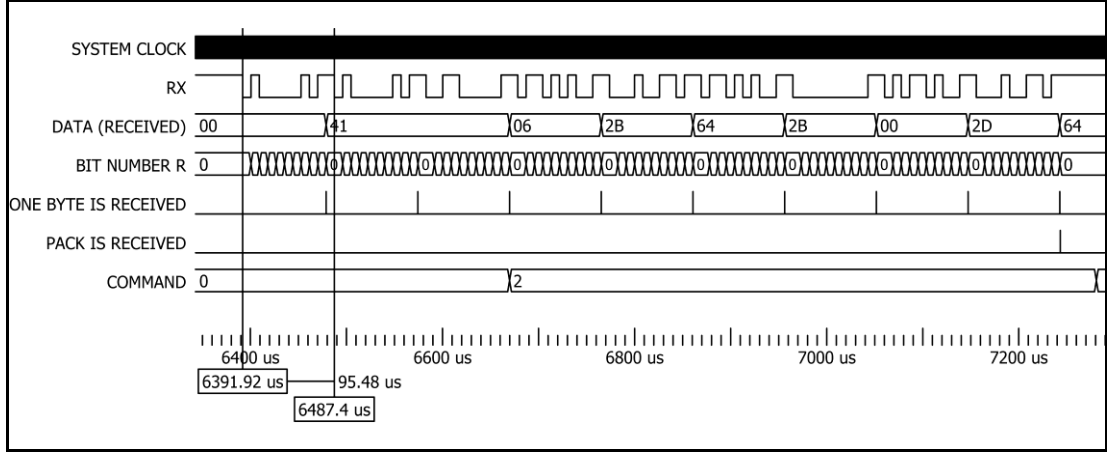 SYSTEM CLOCK
RX
DATA (RECEIVED) 00 41 06 2B 64 2B 00 2D 64
BIT NUMBER R 0 0 0 0 0 0 0 0 0 0
ONE BYTE IS RECEIVED
PACK IS RECEIVED
COMMAND 0 2
6400 us 6600 us 6800 us 7000 us 7200 us
6391.92 us 95.48 us
6487.4 us